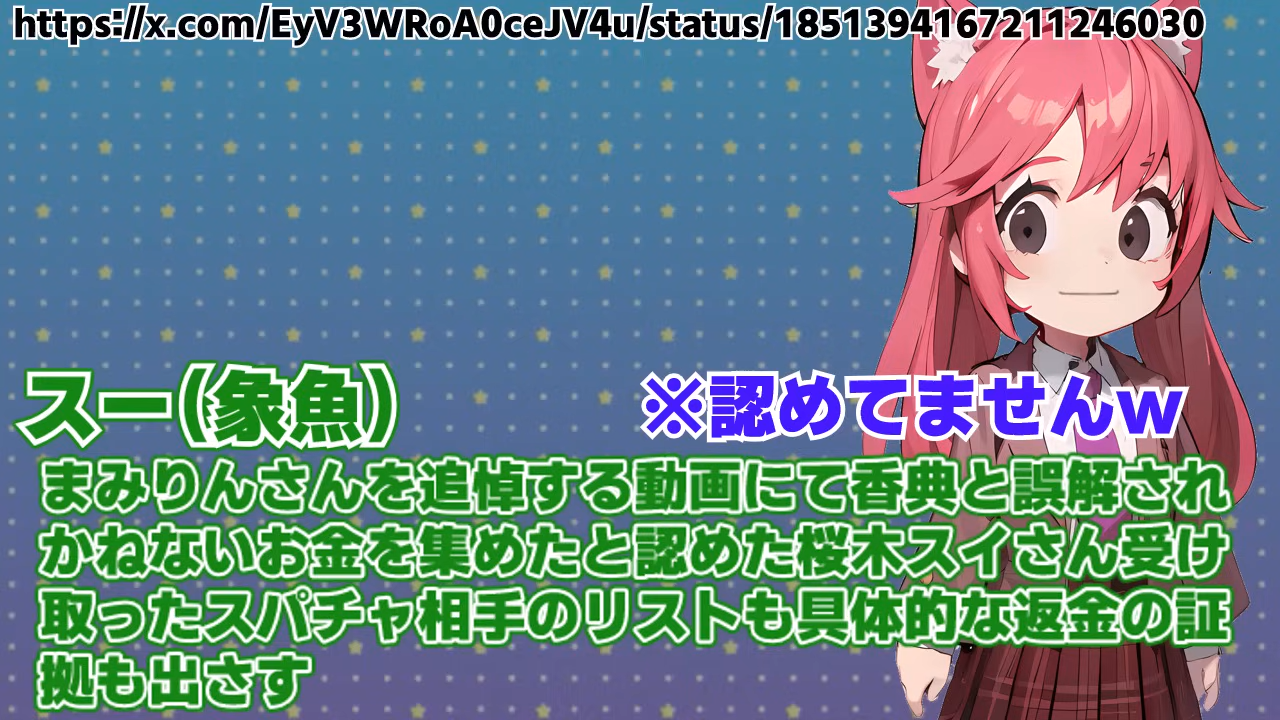 https://x.com/EyV3WRoA0ceJV4u/status/1851394167211246030
スー(象魚)
※認めてませんw
まみりんさんを追悼する動画にて香典と誤解され
かねないお金を集めたと認めた桜木スイさん受け
取ったスパチャ相手のリストも具体的な返金の証
拠も出さす